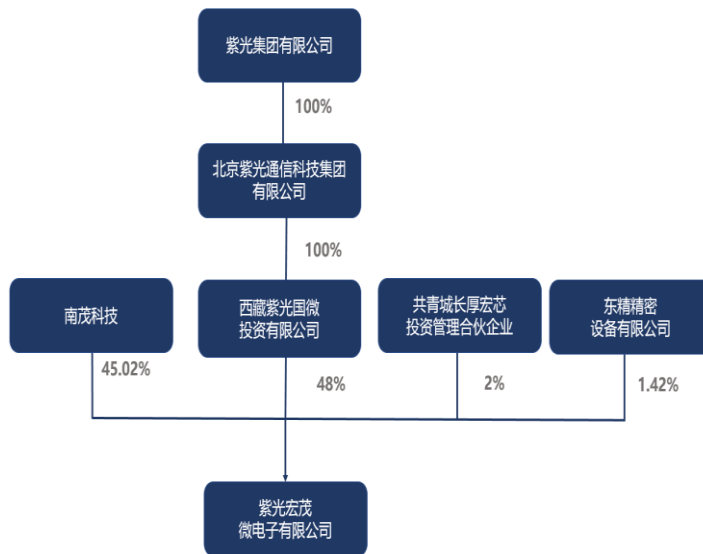 紫光集团有限公司
100%
北京紫光通信科技集团
有限公司
100%
南茂科技
西藏紫光国微
投资有限公司
共青城长厚宏芯
投资管理合伙企业
东精精密
设备有限公司
45.02%
48%
2%
1.42%
紫光宏茂
微电子有限公司